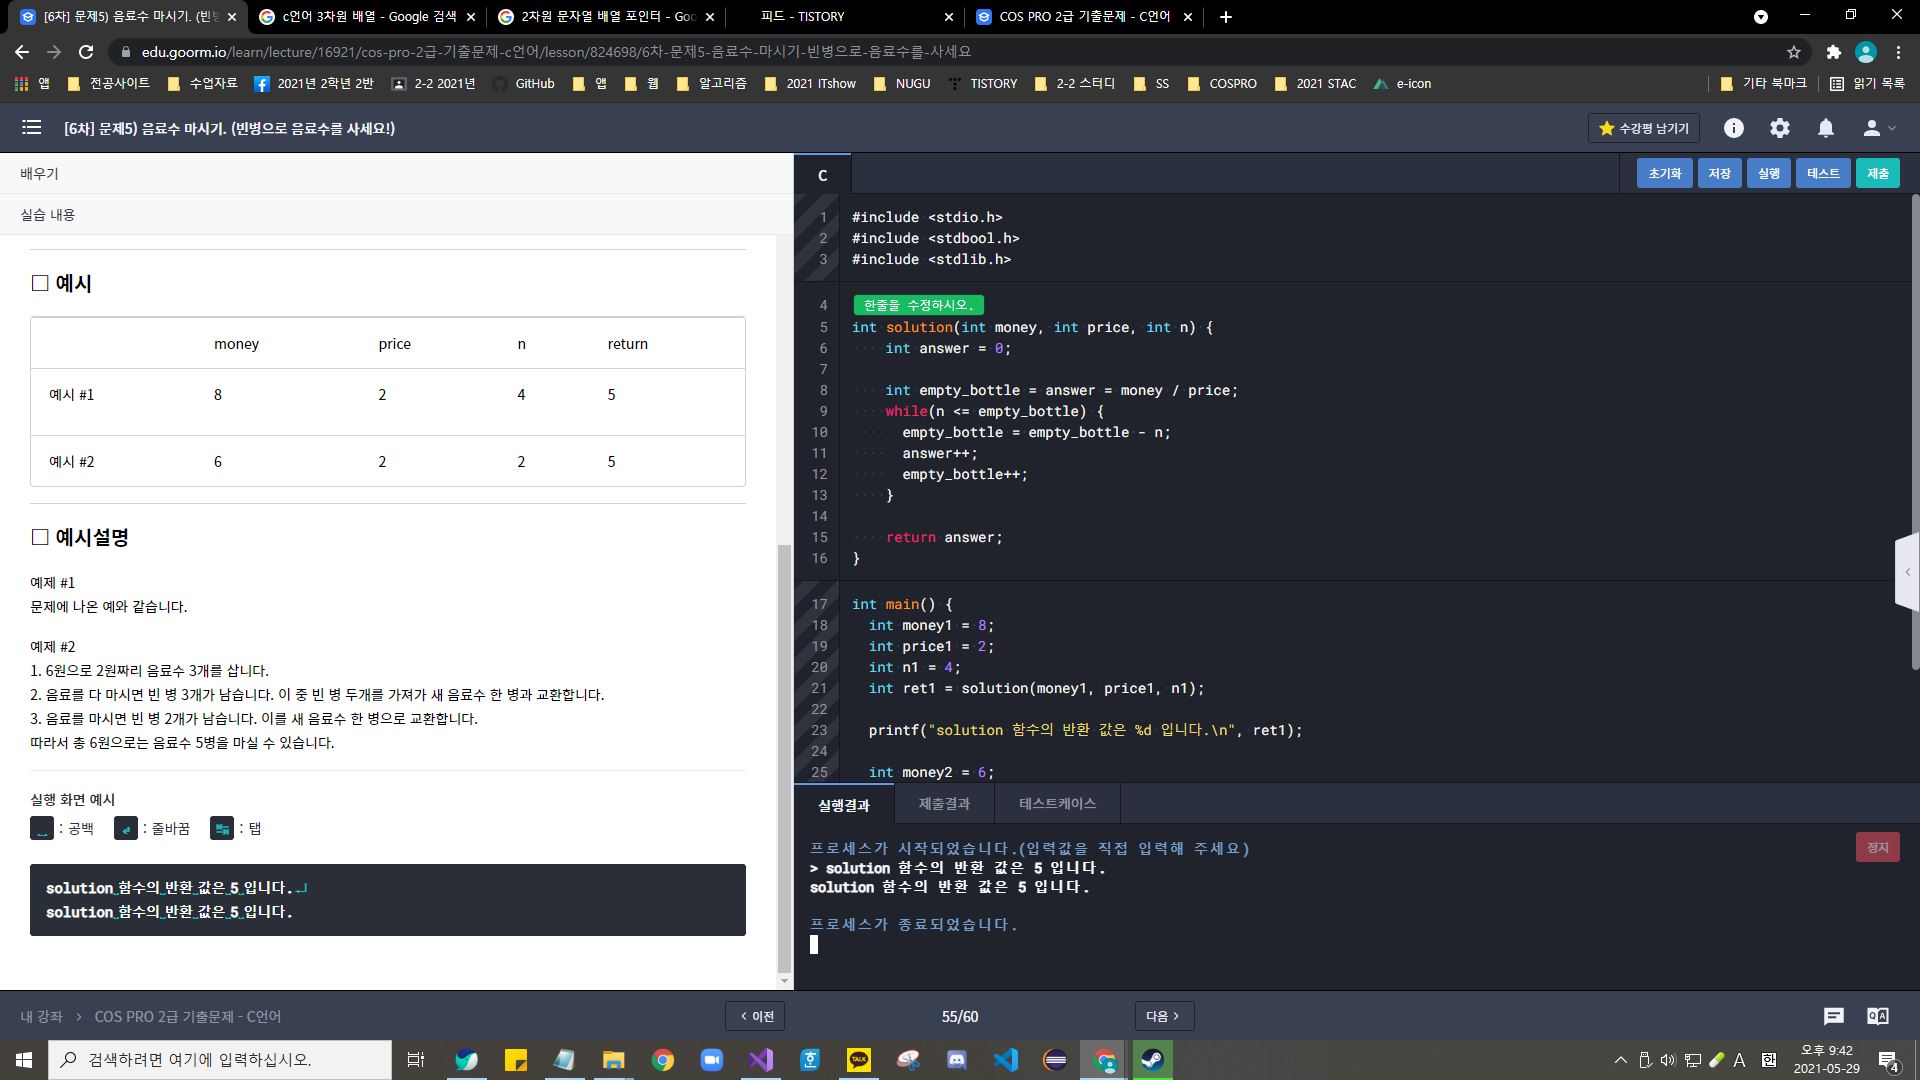 [6차] 문제5) 음료수 마시기. (빈병
c언어 3차원 배열 - Google 검색
2차원 문자열 배열 포인터 - Goo
피드 - TISTORY
COS PRO 2급 기출문제 - C언어
edu.goorm.io/learn/lecture/16921/cos-pro-2급-기출문제-c언어/lesson/824698/6차-문제5-음료수-마시기-빈병으로-음료수를-사세요
앱 전공사이트 수업자료 2021년 2학년 2반 2-2 2021년 GitHub 앱 웹 알고리즘 2021 ITshow NUGU TISTORY 2-2 스터디 SS COSPRO 2021 STAC e-icon 기타 북마크 읽기 목록
[6차] 문제5) 음료수 마시기. (빈병으로 음료수를 사세요!)
수강평 남기기
배우기
실습 내용
예시
money price n return
예시 #1 8 2 4 5
예시 #2 6 2 2 5
예시설명
예제 #1
문제에 나온 예와 같습니다.
예제 #2
1. 6원으로 2원짜리 음료수 3개를 삽니다.
2. 음료를 다 마시면 빈 병 3개가 남습니다. 이 중 빈 병 두개를 가져가 새 음료수 한 병과 교환합니다.
3. 음료를 마시면 빈 병 2개가 남습니다. 이를 새 음료수 한 병으로 교환합니다.
따라서 총 6원으로는 음료수 5병을 마실 수 있습니다.
실행 화면 예시
: 공백 : 줄바꿈 : 탭
solution 함수의 반환 값은 5 입니다.
solution 함수의 반환 값은 5 입니다.
C
초기화 저장 실행 테스트 제출
1 #include <stdio.h>
2 #include <stdbool.h>
3 #include <stdlib.h>
4 한줄을 수정하시오.
5 int solution(int money, int price, int n) {
6 int answer = 0;
7
8 int empty_bottle = answer = money / price;
9 while(n <= empty_bottle) {
10 empty_bottle = empty_bottle - n;
11 answer++;
12 empty_bottle++;
13 }
14
15 return answer;
16 }
17 int main() {
18 int money1 = 8;
19 int price1 = 2;
20 int n1 = 4;
21 int ret1 = solution(money1, price1, n1);
22
23 printf("solution 함수의 반환 값은 %d 입니다.\n", ret1);
24
25 int money2 = 6;
실행결과 제출결과 테스트케이스
프로세스가 시작되었습니다.(입력값을 직접 입력해 주세요)
> solution 함수의 반환 값은 5 입니다.
solution 함수의 반환 값은 5 입니다.
프로세스가 종료되었습니다.
정지
내 강좌 > COS PRO 2급 기출문제 - C언어
< 이전
55/60
다음 >
검색하려면 여기에 입력하십시오.
TALK
A
한
오후 9:42
2021-05-29
4